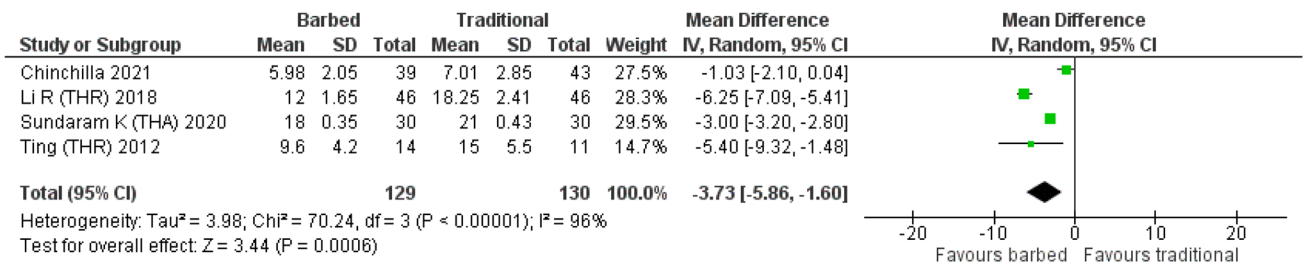 Barbed Traditional Mean Difference Mean Difference
Study or Subgroup Mean SD Total Mean SD Total Weight IV, Random, 95% CI IV, Random, 95% CI
Chinchilla 2021 5.98 2.05 39 7.01 2.85 43 27.5% -1.03 [-2.10, 0.04]
Li R (THR) 2018 12 1.65 46 18.25 2.41 46 28.3% -6.25 [-7.09, -5.41]
Sundaram K (THA) 2020 18 0.35 30 21 0.43 30 29.5% -3.00 [-3.20, -2.80]
Ting (THR) 2012 9.6 4.2 14 15 5.5 11 14.7% -5.40 [-9.32, -1.48]
Total (95% CI) 129 130 100.0% -3.73 [-5.86, -1.60]
Heterogeneity: Tau² = 3.98; Chi² = 70.24, df = 3 (P < 0.00001); I² = 96%
Test for overall effect: Z = 3.44 (P = 0.0006)
-20 -10 0 10 20
Favours barbed Favours traditional